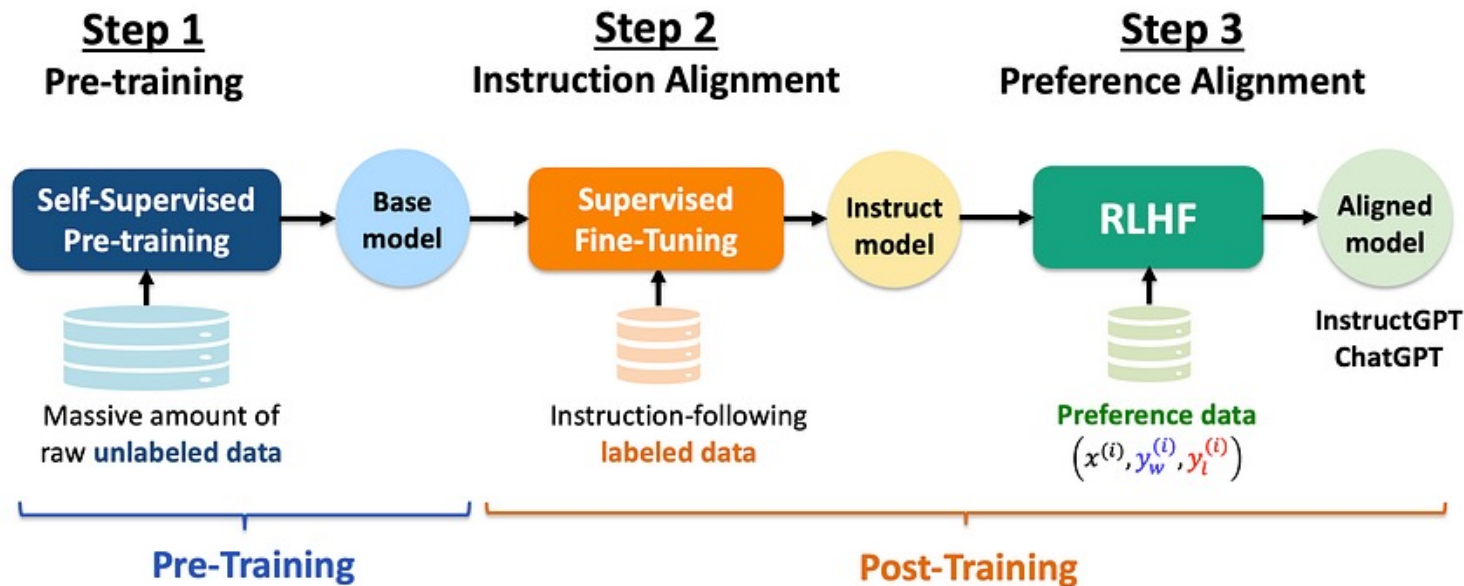 Step 1
Pre-training
Step 2
Instruction Alignment
Step 3
Preference Alignment
Self-Supervised
Pre-training
Base
model
Supervised
Fine-Tuning
Instruct
model
RLHF
Aligned
model
InstructGPT
ChatGPT
Massive amount of
raw unlabeled data
Instruction-following
labeled data
Preference data
(x^{(i)}, y_w^{(i)}, y_l^{(i)})
Pre-Training
Post-Training